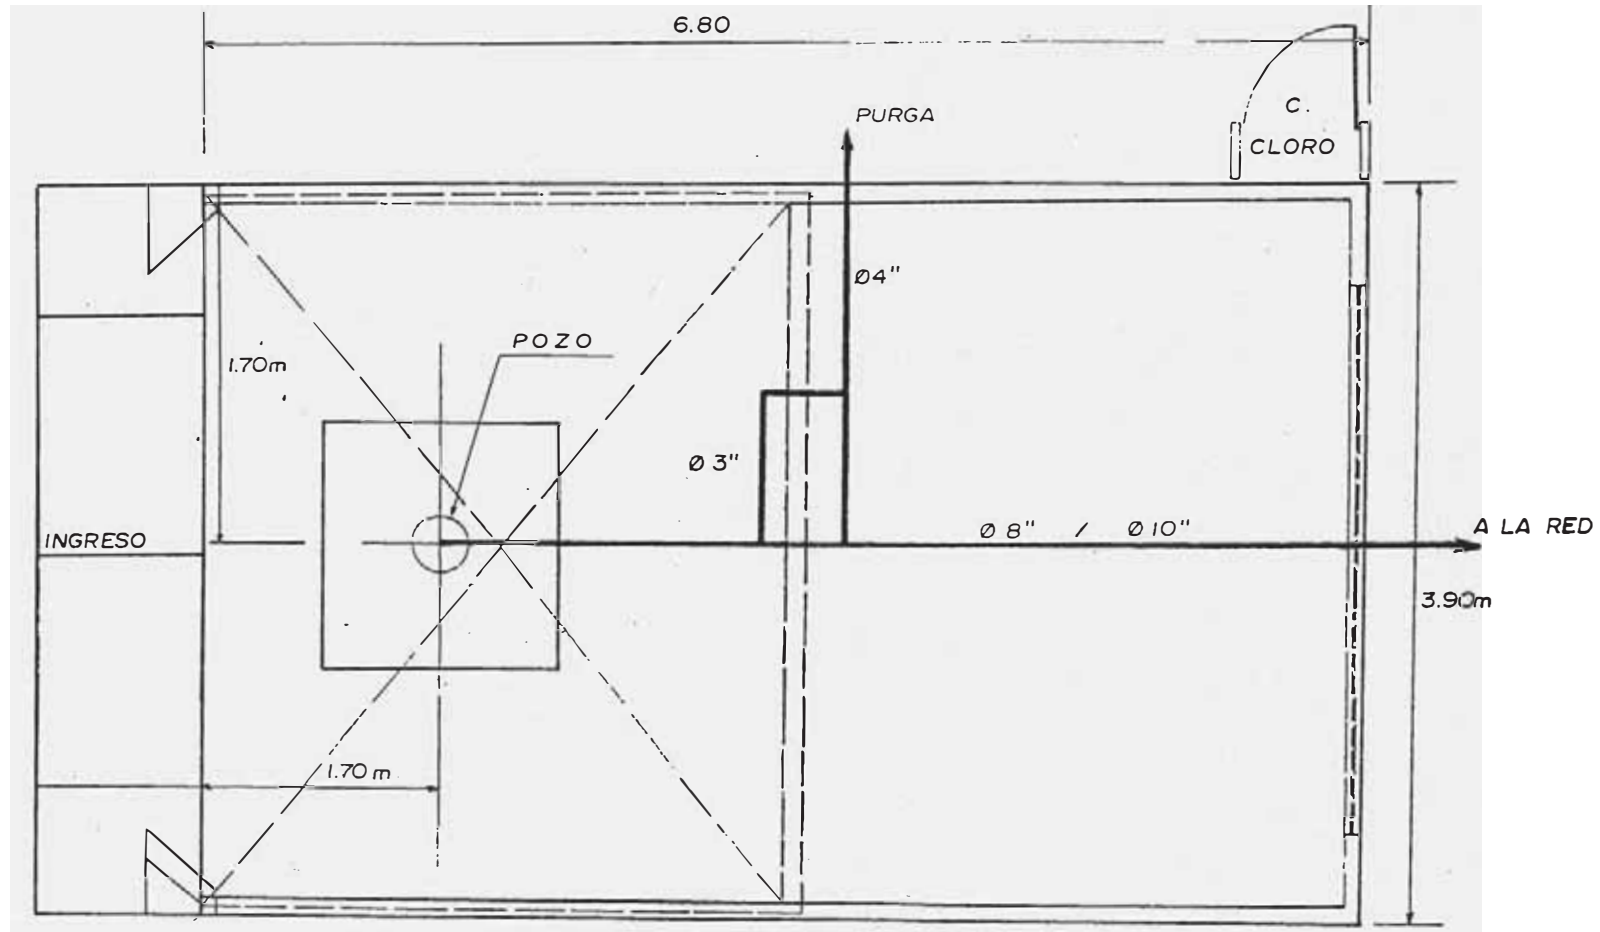 6.80
PURGA
C.
CLORO
Ø4"
POZO
1.70m
Ø 3"
INGRESO
Ø 8" / Ø 10"
A LA RED
3.90m
1.70 m